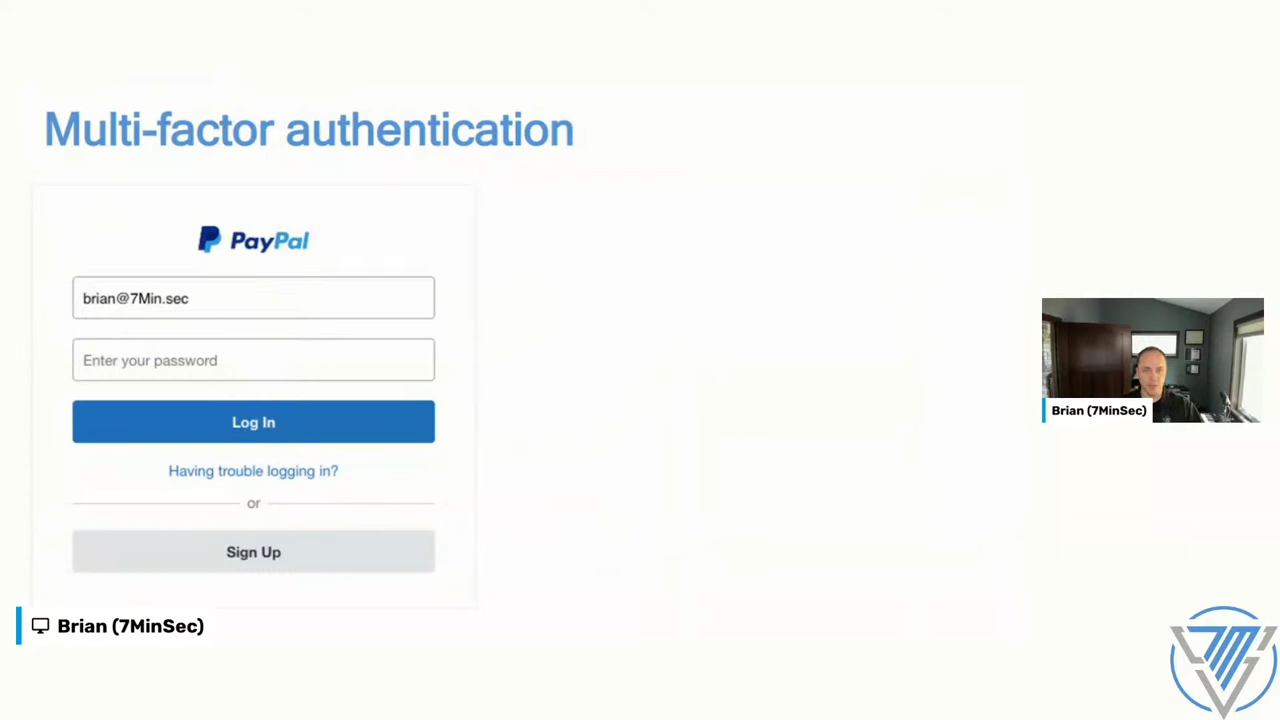 Multi-factor authentication
PayPal
brian@7Min.sec
Enter your password
Log In
Having trouble logging in?
or
Sign Up
Brian (7MinSec)
Brian (7MinSec)
7MS